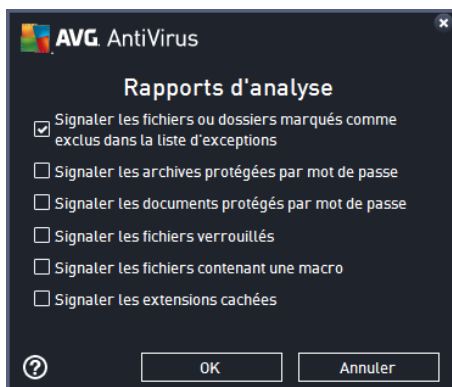 AVG AntiVirus
Rapports d'analyse
Signaler les fichiers ou dossiers marqués comme
exclus dans la liste d'exceptions
Signaler les archives protégées par mot de passe
Signaler les documents protégés par mot de passe
Signaler les fichiers verrouillés
Signaler les fichiers contenant une macro
Signaler les extensions cachées
OK
Annuler